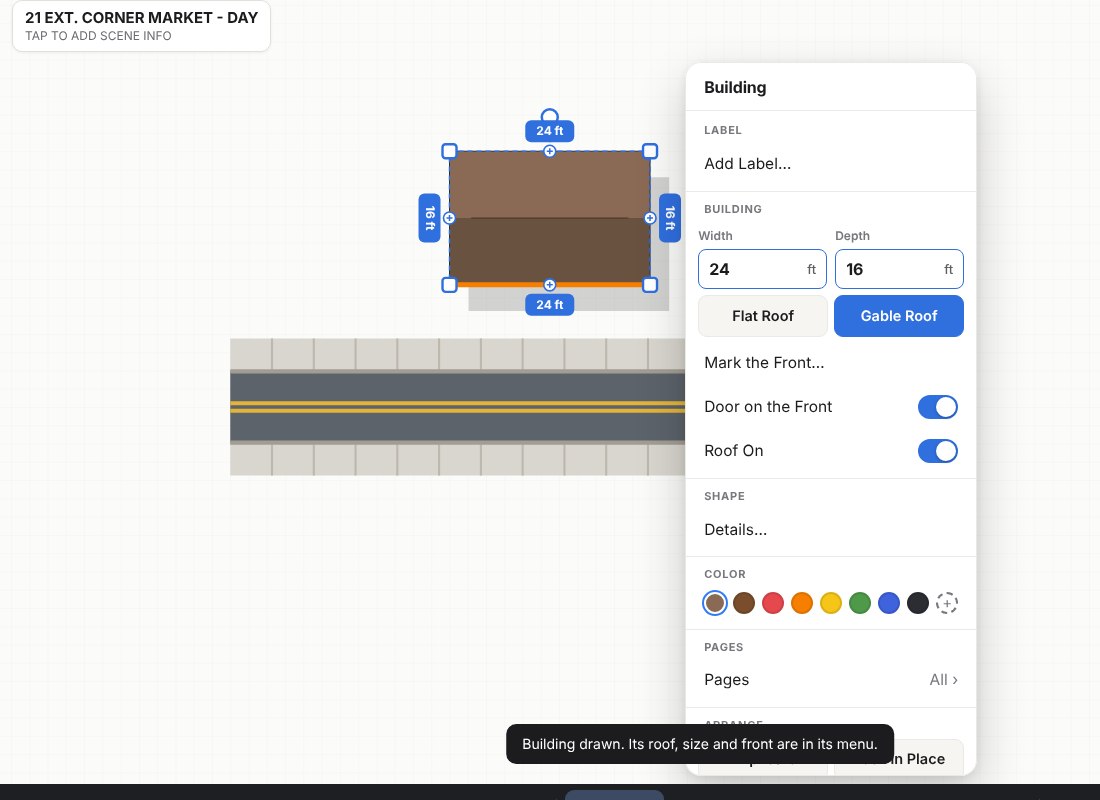 21 EXT. CORNER MARKET - DAY
TAP TO ADD SCENE INFO
24 ft
16 ft
16 ft
24 ft
Building
LABEL
Add Label...
BUILDING
Width
Depth
24 ft
16 ft
Flat Roof
Gable Roof
Mark the Front...
Door on the Front
Roof On
SHAPE
Details...
COLOR
PAGES
Pages
All ›
ARRANGE
in Place
Building drawn. Its roof, size and front are in its menu.